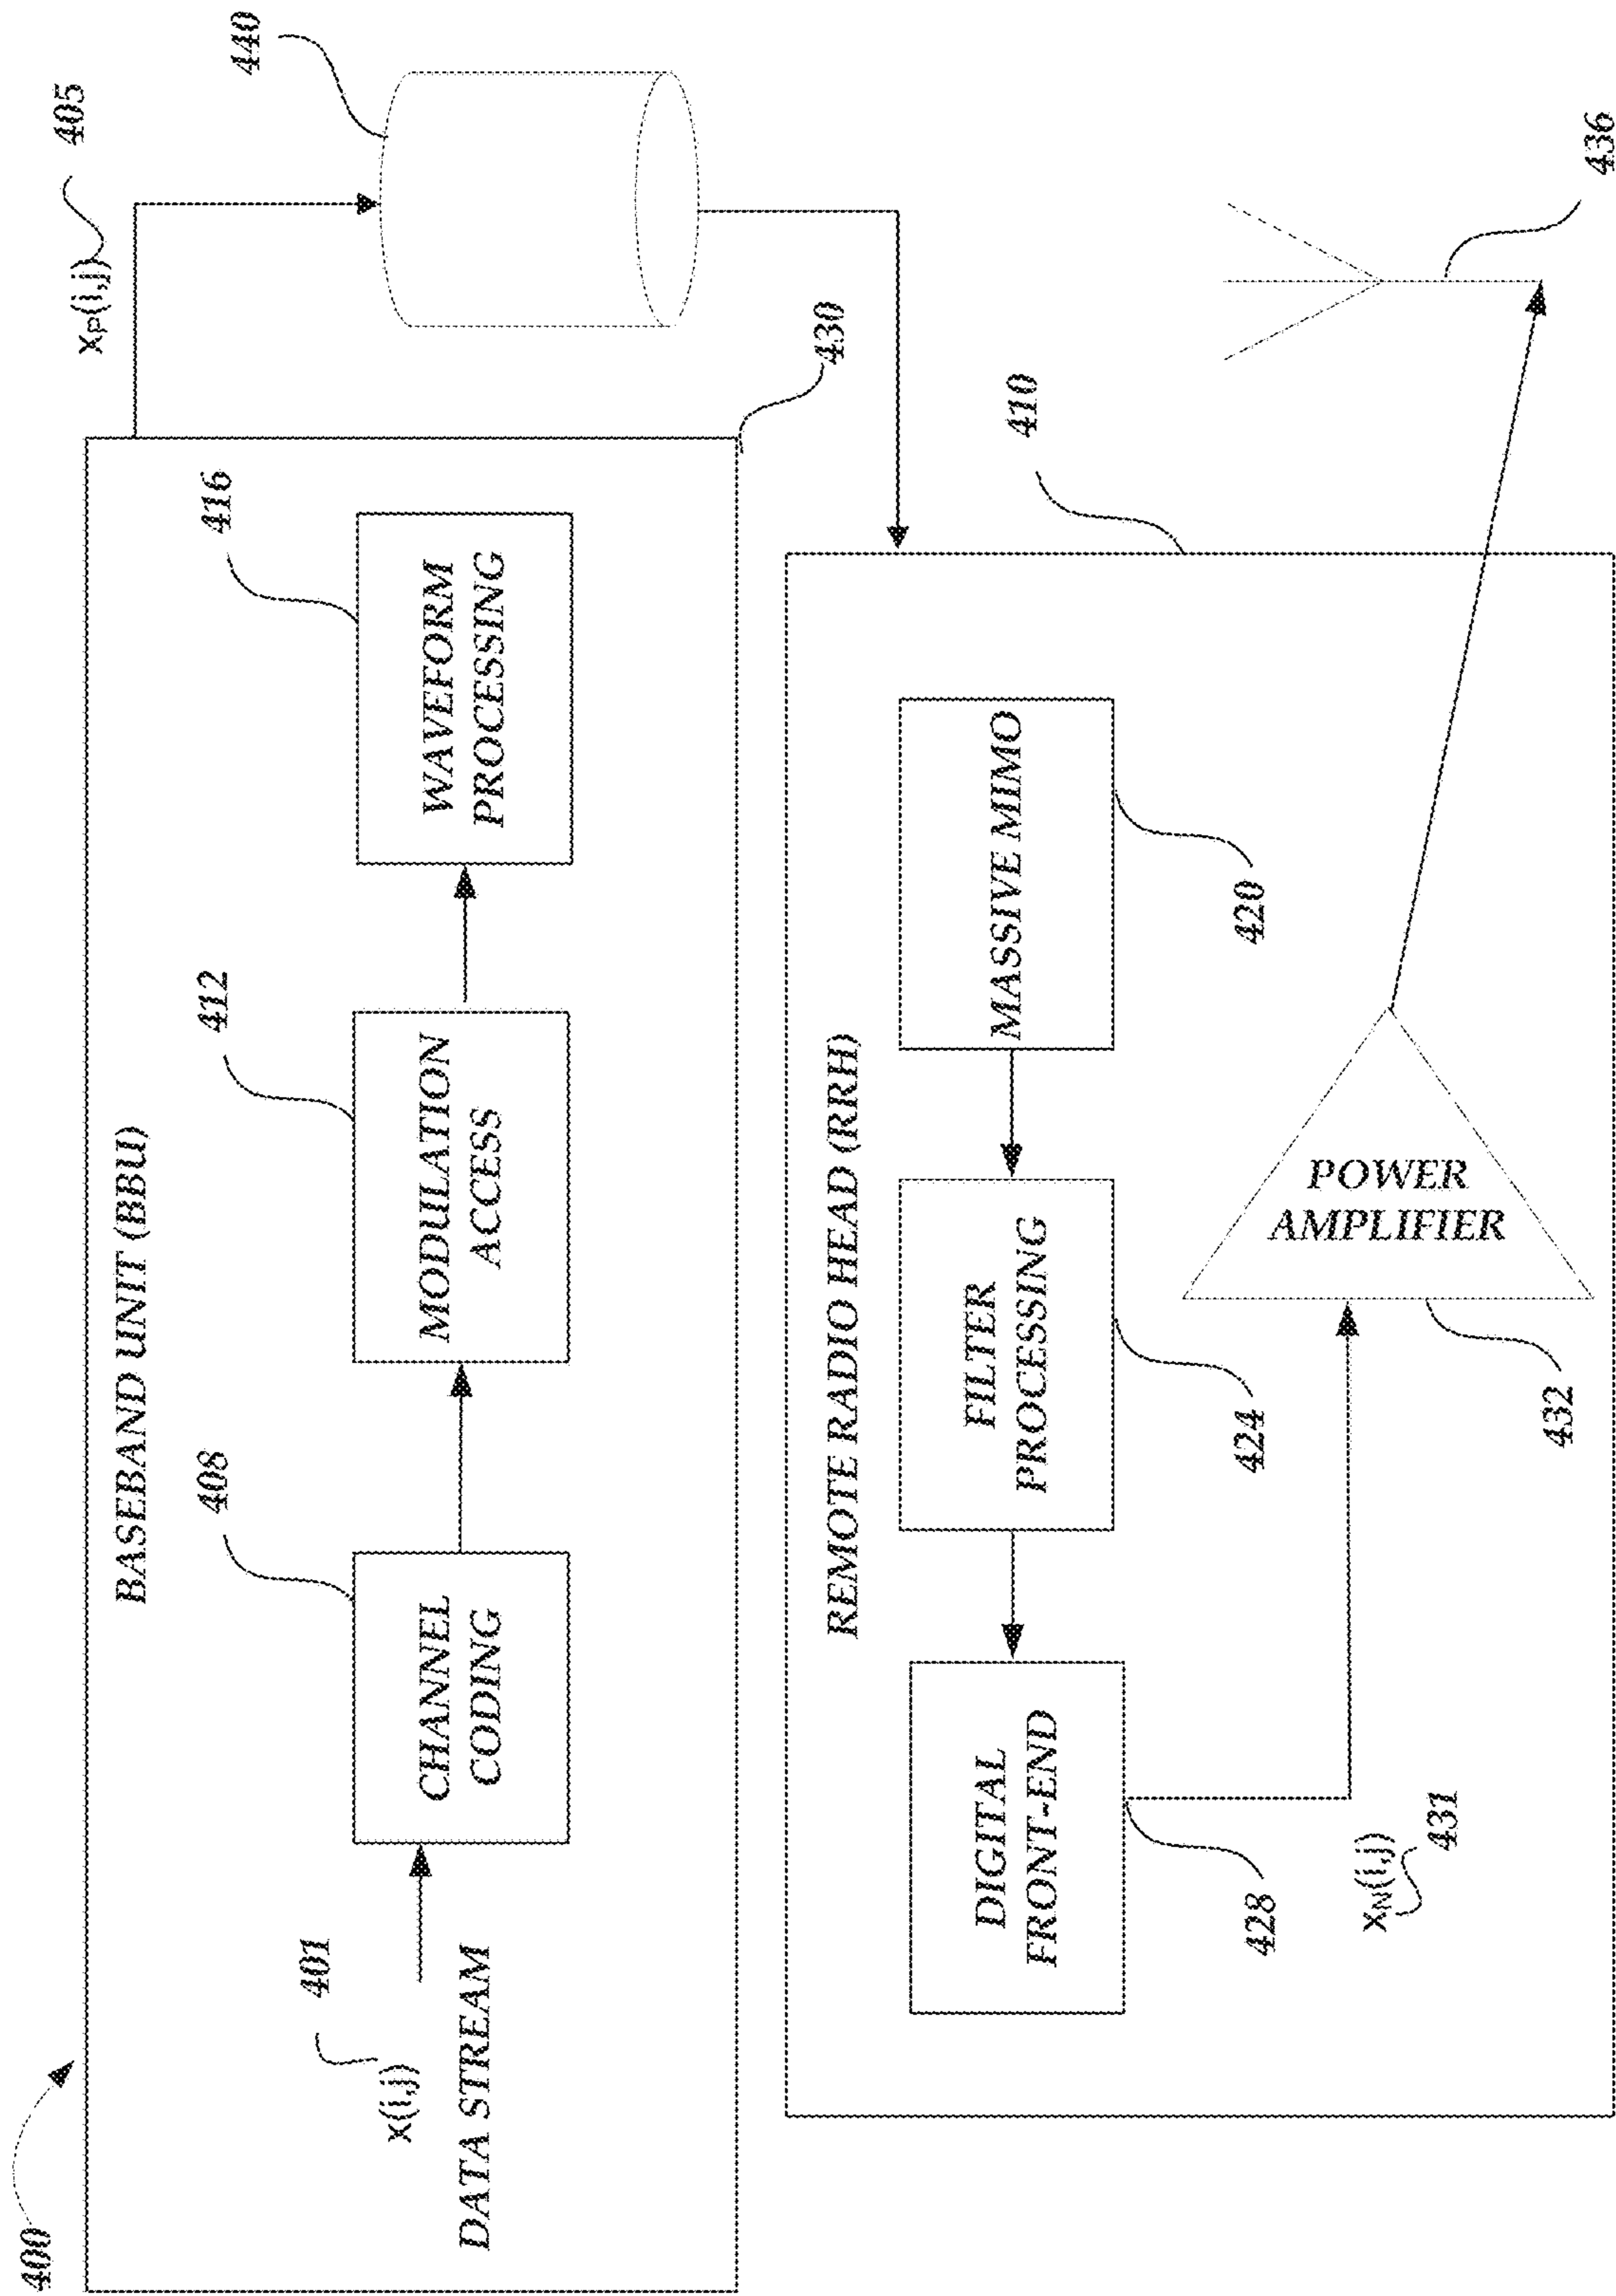 400
BASEBAND UNIT (BBU)
x(i,j)
401
DATA STREAM
CHANNEL
CODING
408
MODULATION
ACCESS
412
WAVEFORM
PROCESSING
416
430
xP(i,j)
405
440
REMOTE RADIO HEAD (RRH)
410
DIGITAL
FRONT-END
428
FILTER
PROCESSING
424
MASSIVE MIMO
420
xN(i,j)
431
POWER
AMPLIFIER
432
436